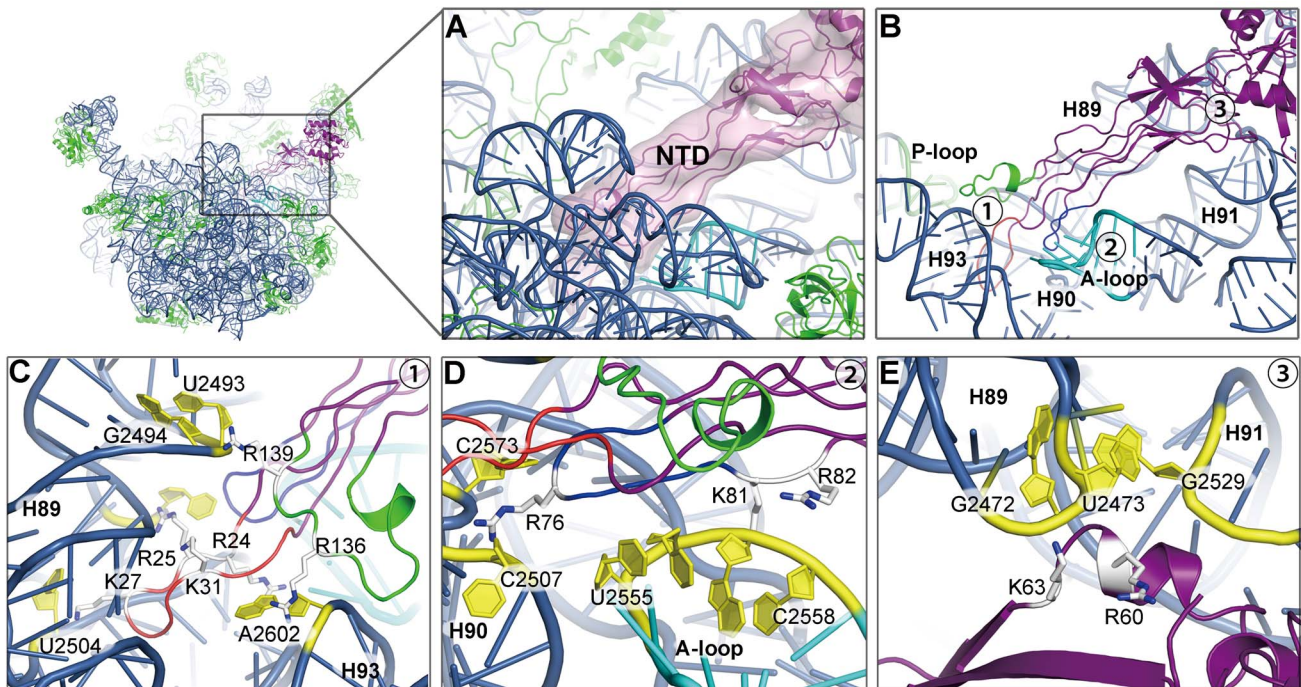 A
NTD
B
H89
3
P-loop
1
H91
H93
2
A-loop
H90
C
1
U2493
G2494
R139
H89
R25
R24
R136
K27
K31
U2504
A2602
H93
D
2
C2573
R82
K81
R76
C2507
U2555
C2558
H90
A-loop
E
3
H89
H91
G2529
G2472
U2473
K63
R60